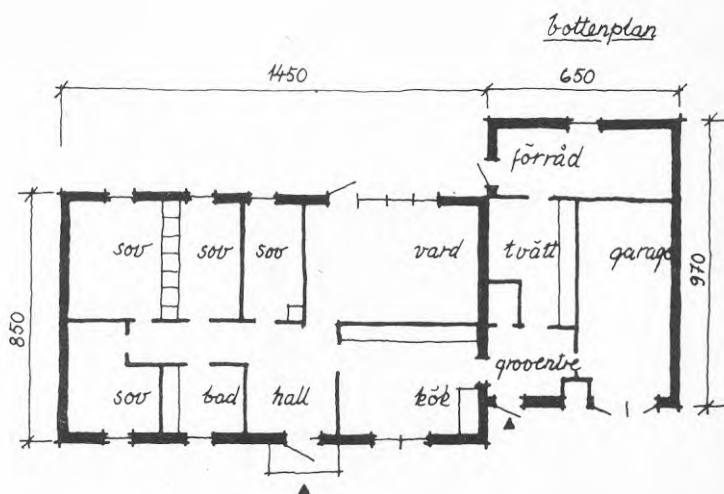 bottenplan
1450
650
förråd
sov
sov
sov
vard
tvätt
garage
850
970
groventre
sov
bad
hall
kök